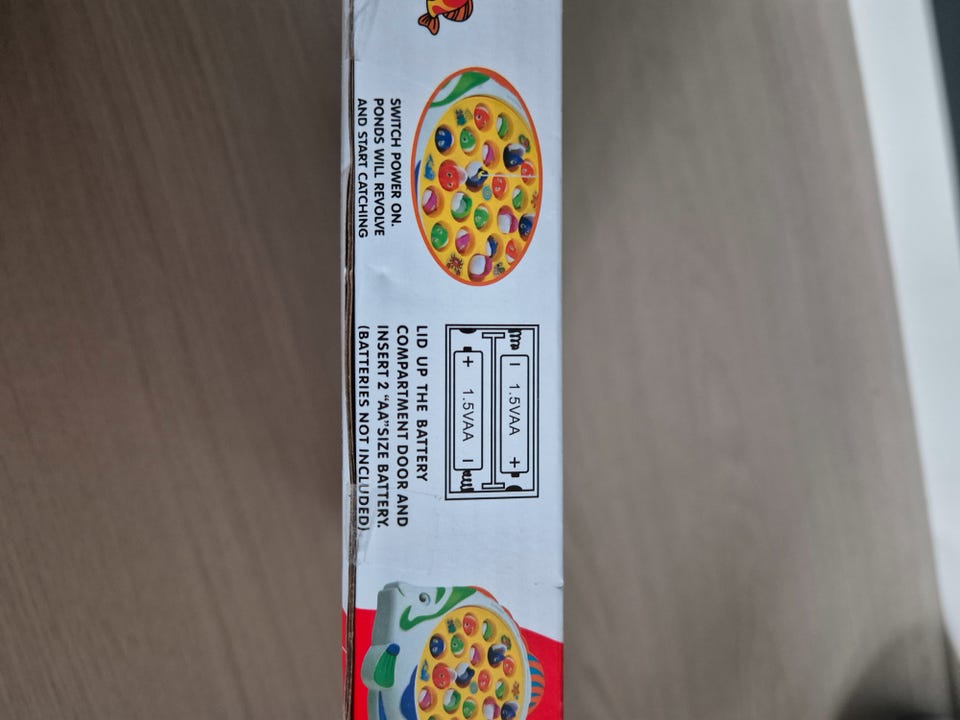 SWITCH POWER ON.
PONDS WILL REVOLVE
AND START CATCHING
- 1.5VAA +
+ 1.5VAA -
LID UP THE BATTERY
COMPARTMENT DOOR AND
INSERT 2 “AA”SIZE BATTERY.
(BATTERIES NOT INCLUDED)